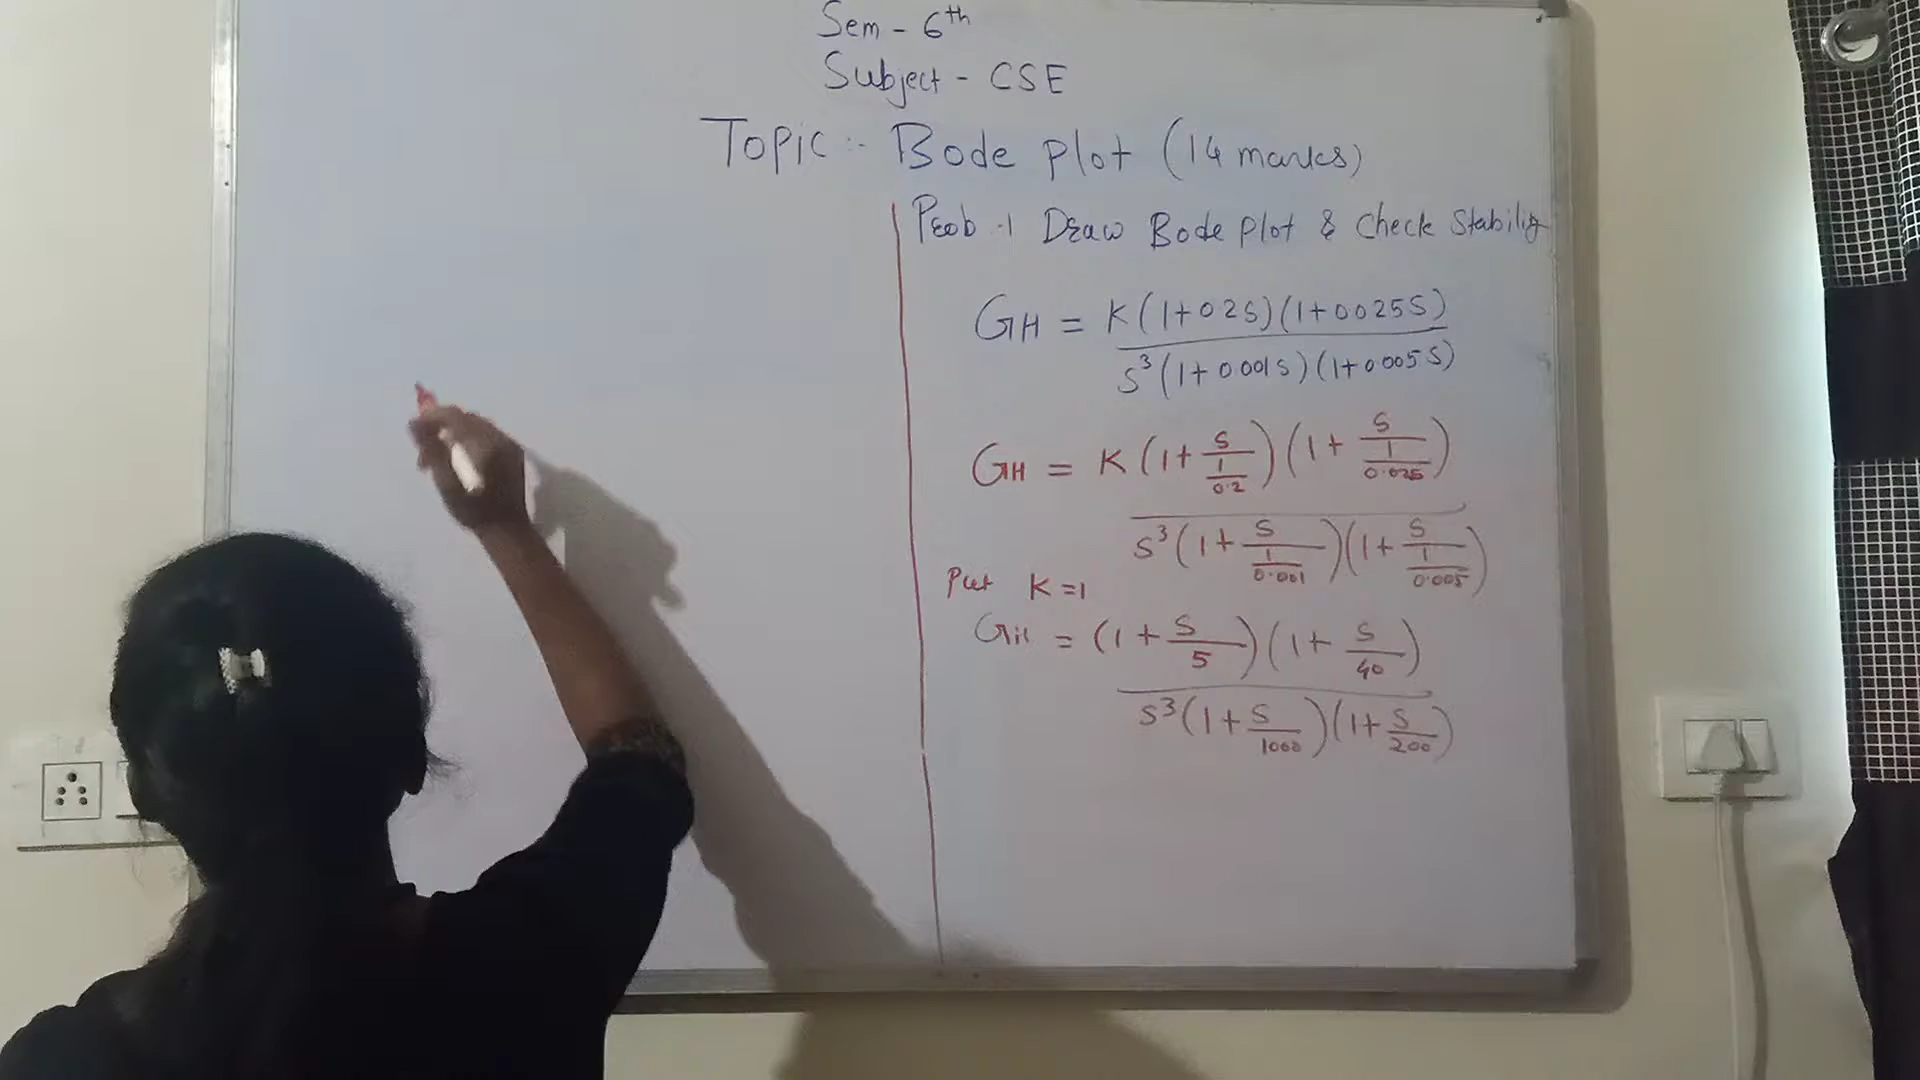 Sem - 6th
Subject - CSE
Topic :- Bode plot (14 marks)
Prob .1 Draw Bode plot & Check Stability
GH = K(1+0.2S)(1+0.025S)
S³(1+0.001S)(1+0.005S)
GH = K(1+ S/(1/0.2))(1+ S/(1/0.025))
S³(1+ S/(1/0.001))(1+ S/(1/0.005))
Put K=1
GH = (1+ S/5)(1+ S/40)
S³(1+ S/1000)(1+ S/200)